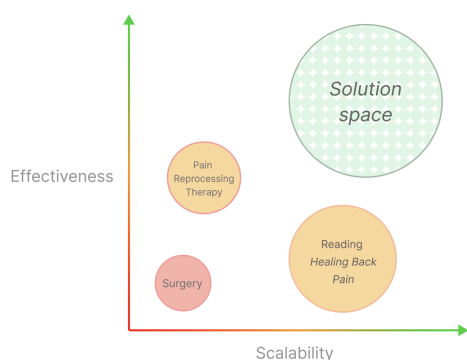 Solution
space
Effectiveness
Pain
Reprocessing
Therapy
Reading
Healing Back
Pain
Surgery
Scalability